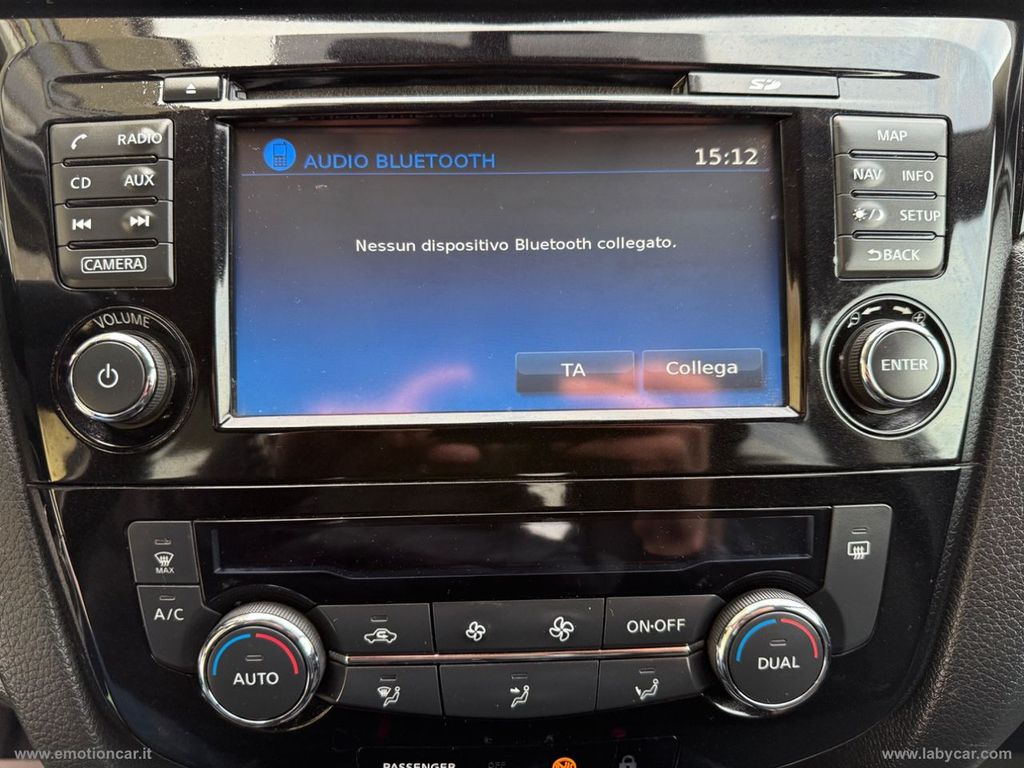 SD
RADIO
CD AUX
CAMERA
VOLUME
AUDIO BLUETOOTH 15:12
Nessun dispositivo Bluetooth collegato.
TA Collega
MAP
NAV INFO
SETUP
BACK
ENTER
MAX
A/C
AUTO
ON·OFF
DUAL
www.emotioncar.it
PASSENGER OFF
www.labycar.com